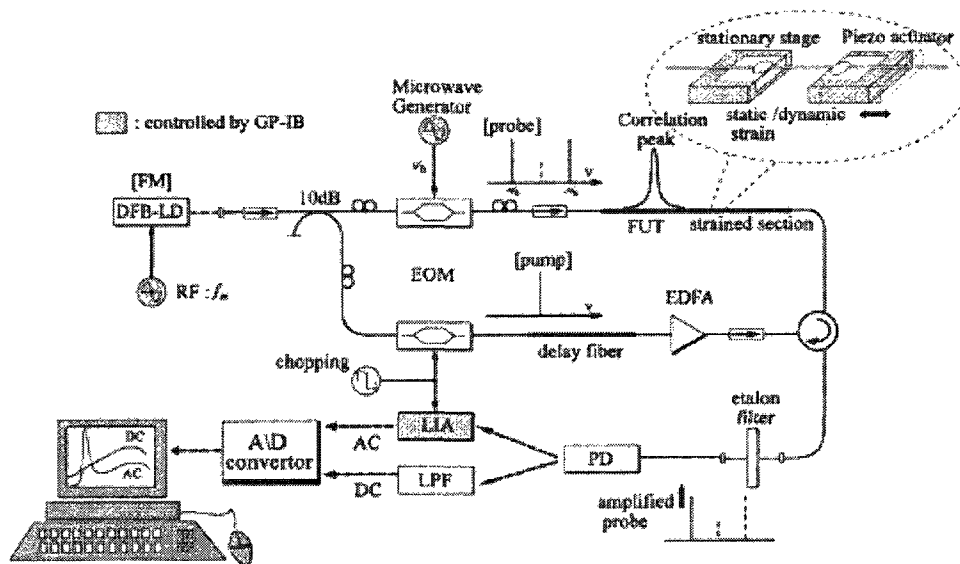 stationary stage
Piezo actuator
static /dynamic
strain
Microwave
Generator
[probe]
Correlation
peak
: controlled by GP-IB
ν
[FM]
DFB-LD
10dB
FUT
strained section
RF : fm
EOM
[pump]
ν
EDFA
delay fiber
chopping
etalon
filter
LIA
AC
A\D
convertor
PD
DC
LPF
DC
AC
amplified
probe